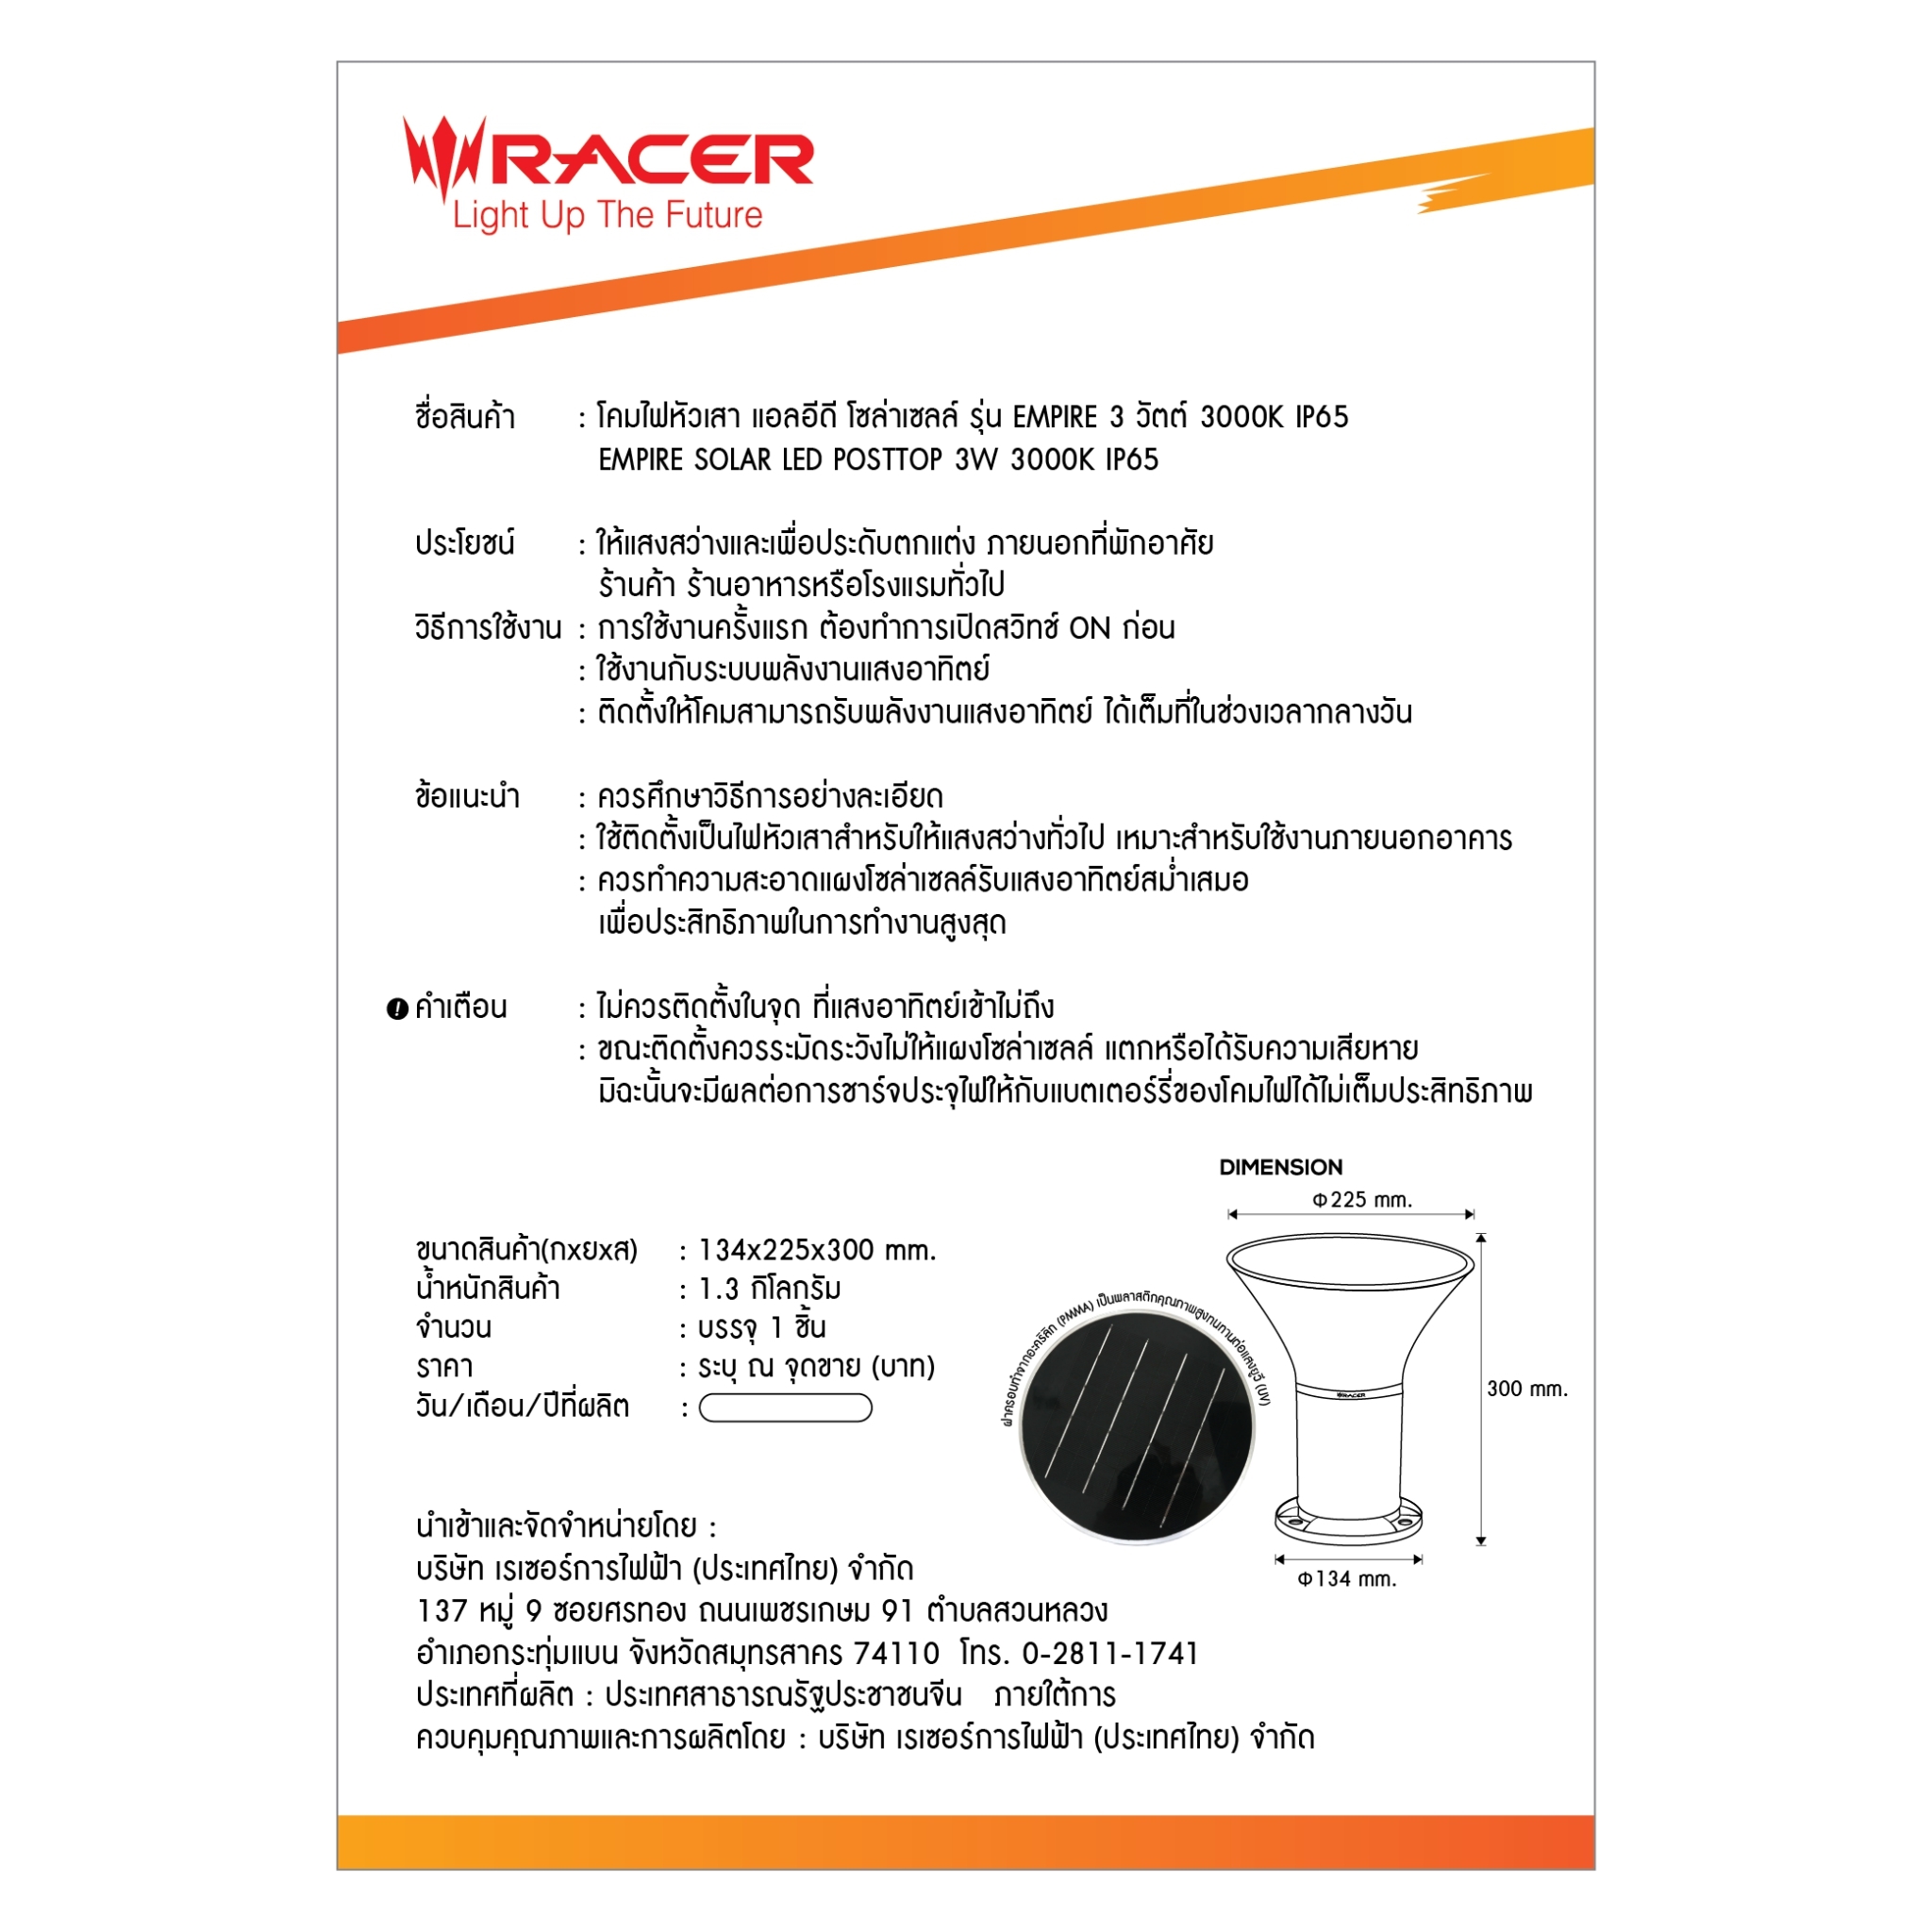 RACER
Light Up The Future
ชื่อสินค้า : โคมไฟหัวเสา แอลอีดี โซล่าเซลล์ รุ่น EMPIRE 3 วัตต์ 3000K IP65
EMPIRE SOLAR LED POSTTOP 3W 3000K IP65
ประโยชน์ : ให้แสงสว่างและเพื่อประดับตกแต่ง ภายนอกที่พักอาศัย
ร้านค้า ร้านอาหารหรือโรงแรมทั่วไป
วิธีการใช้งาน : การใช้งานครั้งแรก ต้องทำการเปิดสวิทช์ ON ก่อน
: ใช้งานกับระบบพลังงานแสงอาทิตย์
: ติดตั้งให้โคมสามารถรับพลังงานแสงอาทิตย์ ได้เต็มที่ในช่วงเวลากลางวัน
ข้อแนะนำ : ควรศึกษาวิธีการอย่างละเอียด
: ใช้ติดตั้งเป็นไฟหัวเสาสำหรับให้แสงสว่างทั่วไป เหมาะสำหรับใช้งานภายนอกอาคาร
: ควรทำความสะอาดแผงโซล่าเซลล์รับแสงอาทิตย์สม่ำเสมอ
เพื่อประสิทธิภาพในการทำงานสูงสุด
! คำเตือน : ไม่ควรติดตั้งในจุด ที่แสงอาทิตย์เข้าไม่ถึง
: ขณะติดตั้งควรระมัดระวังไม่ให้แผงโซล่าเซลล์ แตกหรือได้รับความเสียหาย
มิฉะนั้นจะมีผลต่อการชาร์จประจุไฟให้กับแบตเตอร์รี่ของโคมไฟได้ไม่เต็มประสิทธิภาพ
DIMENSION
Φ225 mm.
300 mm.
RACER
Φ134 mm.
ฝาครอบทำจากอะคริลิก (PMMA) เป็นพลาสติกคุณภาพสูงทนทานต่อแสงยูวี (UV)
ขนาดสินค้า(กxยxส) : 134x225x300 mm.
น้ำหนักสินค้า : 1.3 กิโลกรัม
จำนวน : บรรจุ 1 ชิ้น
ราคา : ระบุ ณ จุดขาย (บาท)
วัน/เดือน/ปีที่ผลิต :
นำเข้าและจัดจำหน่ายโดย :
บริษัท เรเซอร์การไฟฟ้า (ประเทศไทย) จำกัด
137 หมู่ 9 ซอยศรทอง ถนนเพชรเกษม 91 ตำบลสวนหลวง
อำเภอกระทุ่มแบน จังหวัดสมุทรสาคร 74110 โทร. 0-2811-1741
ประเทศที่ผลิต : ประเทศสาธารณรัฐประชาชนจีน ภายใต้การ
ควบคุมคุณภาพและการผลิตโดย : บริษัท เรเซอร์การไฟฟ้า (ประเทศไทย) จำกัด